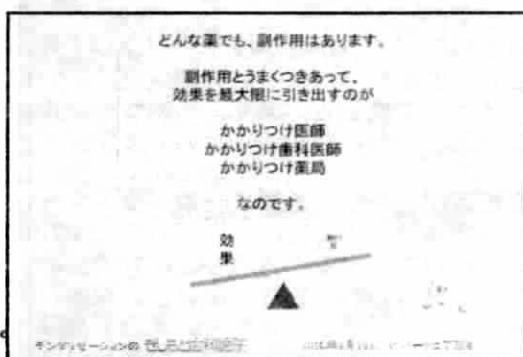 どんな薬でも、副作用はあります。
副作用とうまくつきあって、
効果を最大限に引き出すのが
かかりつけ医師
かかりつけ歯科医師
かかりつけ薬局
なのです。
効
果